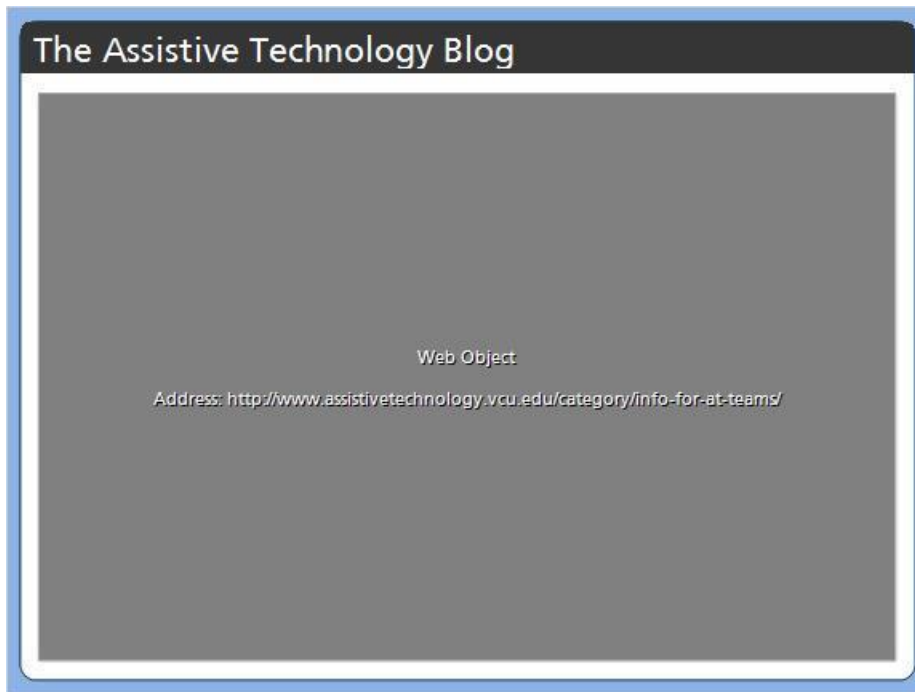 The Assistive Technology Blog
Web Object
Address: http://www.assistivetechnology.vcu.edu/category/info-for-at-teams/